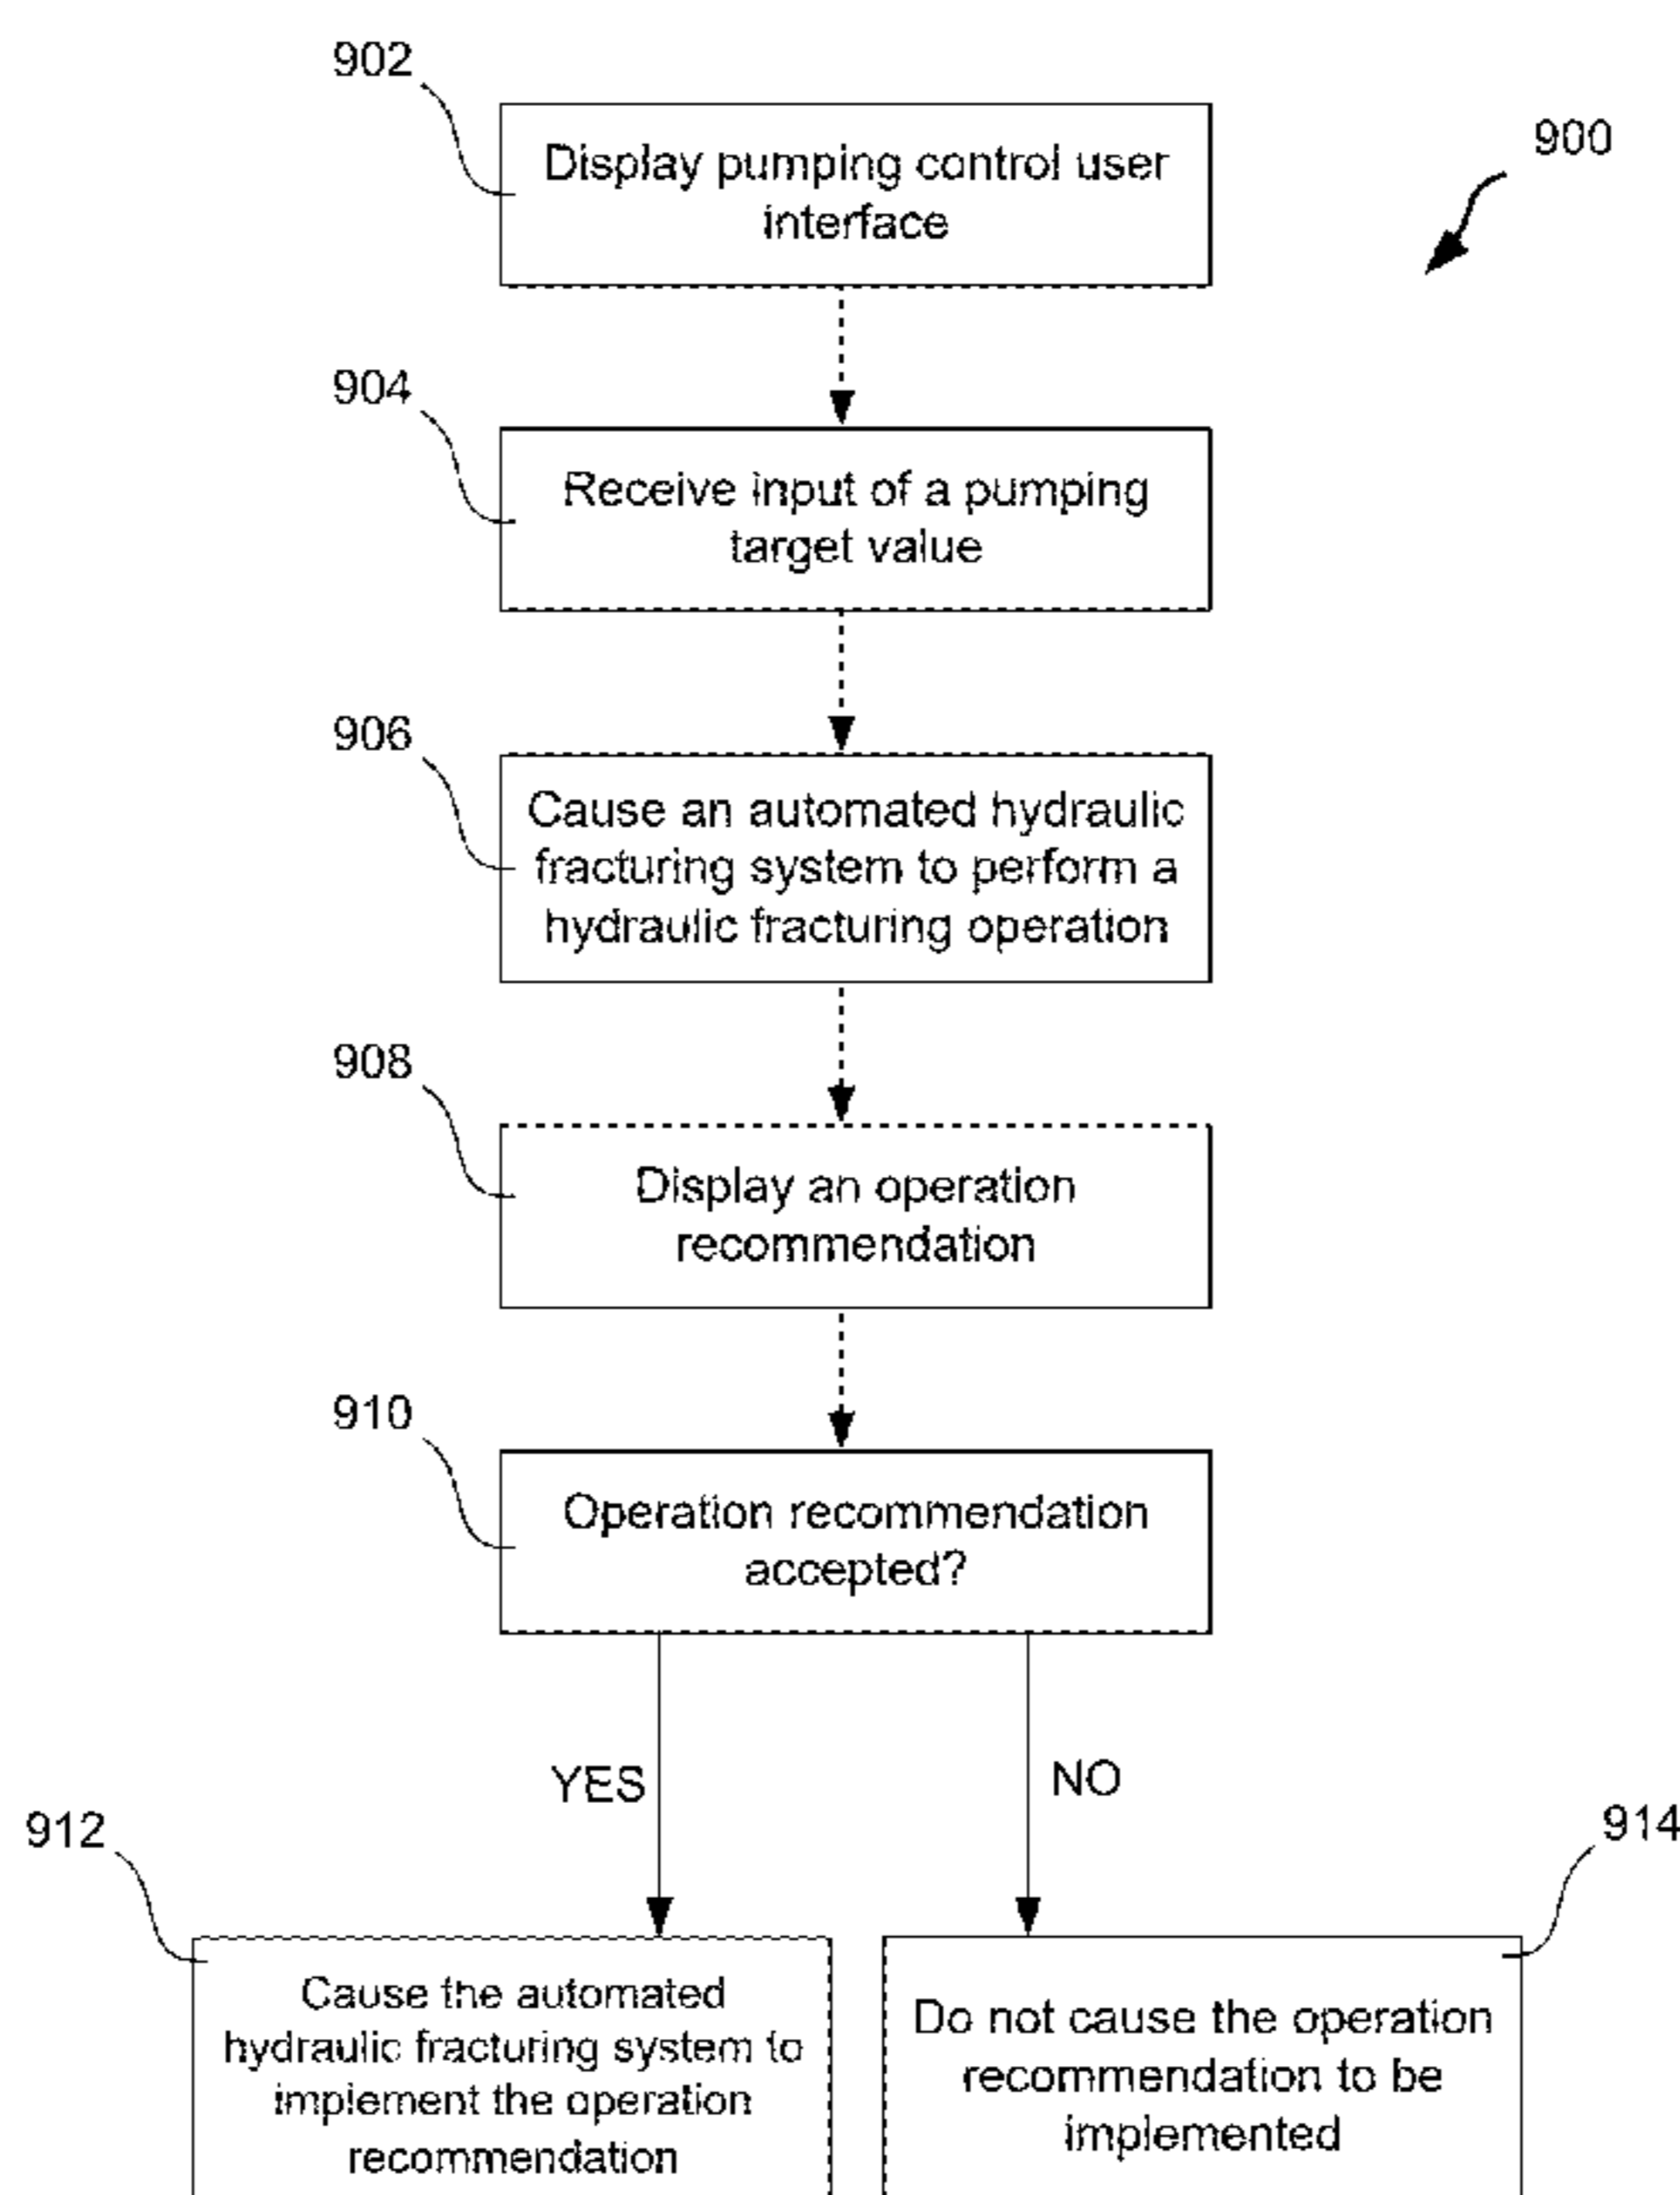 902
Display pumping control user
interface
900
904
Receive input of a pumping
target value
906
Cause an automated hydraulic
fracturing system to perform a
hydraulic fracturing operation
908
Display an operation
recommendation
910
Operation recommendation
accepted?
YES
NO
912
Cause the automated
hydraulic fracturing system to
implement the operation
recommendation
914
Do not cause the operation
recommendation to be
implemented